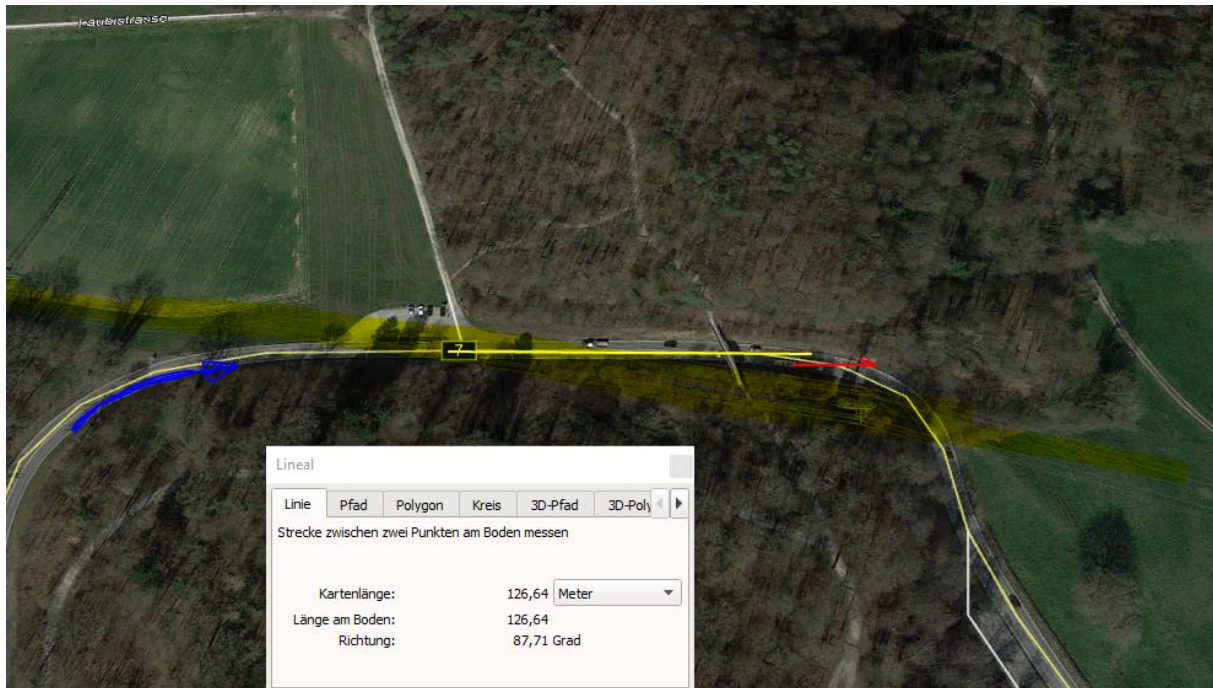 Laubistrasse
7
Lineal
Linie Pfad Polygon Kreis 3D-Pfad 3D-Poly
Strecke zwischen zwei Punkten am Boden messen
Kartenlänge: 126,64 Meter
Länge am Boden: 126,64
Richtung: 87,71 Grad